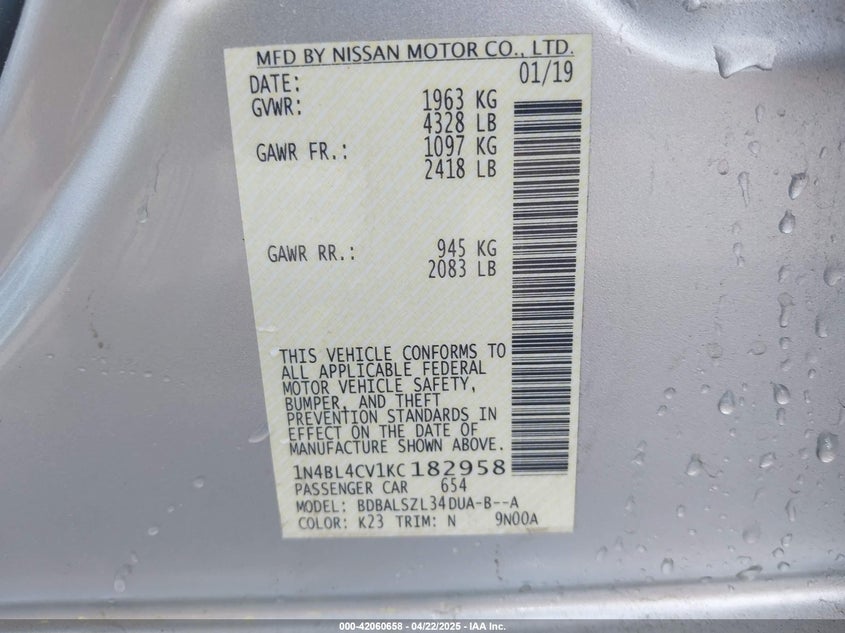 MFD BY NISSAN MOTOR CO., LTD.
DATE: 01/19
GVWR: 1963 KG
4328 LB
GAWR FR.: 1097 KG
2418 LB
GAWR RR.: 945 KG
2083 LB
THIS VEHICLE CONFORMS TO
ALL APPLICABLE FEDERAL
MOTOR VEHICLE SAFETY,
BUMPER, AND THEFT
PREVENTION STANDARDS IN
EFFECT ON THE DATE OF
MANUFACTURE SHOWN ABOVE.
1N4BL4CV1KC182958
PASSENGER CAR 654
MODEL: BDBALSZL34DUA-B--A
COLOR: K23 TRIM: N 9N00A
000-42060658 - 04/22/2025 - IAA Inc.